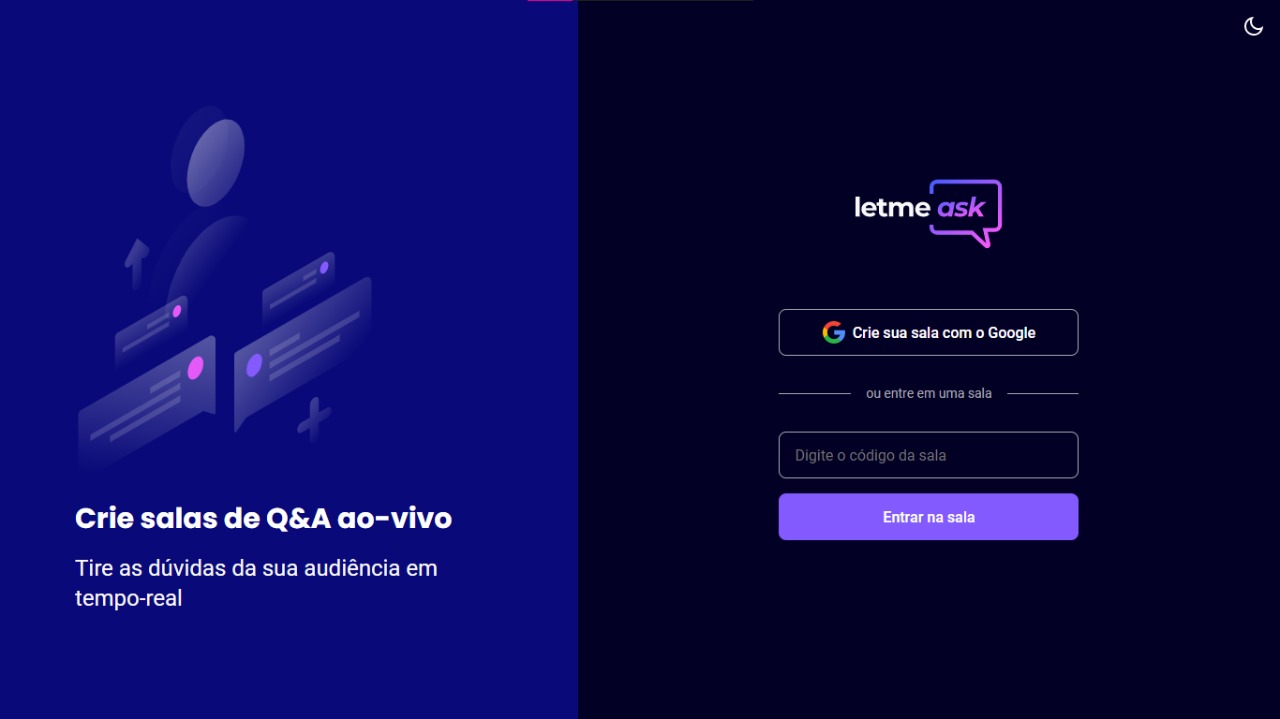 Crie salas de Q&A ao-vivo
Tire as dúvidas da sua audiência em
tempo-real
letme ask
Crie sua sala com o Google
ou entre em uma sala
Digite o código da sala
Entrar na sala